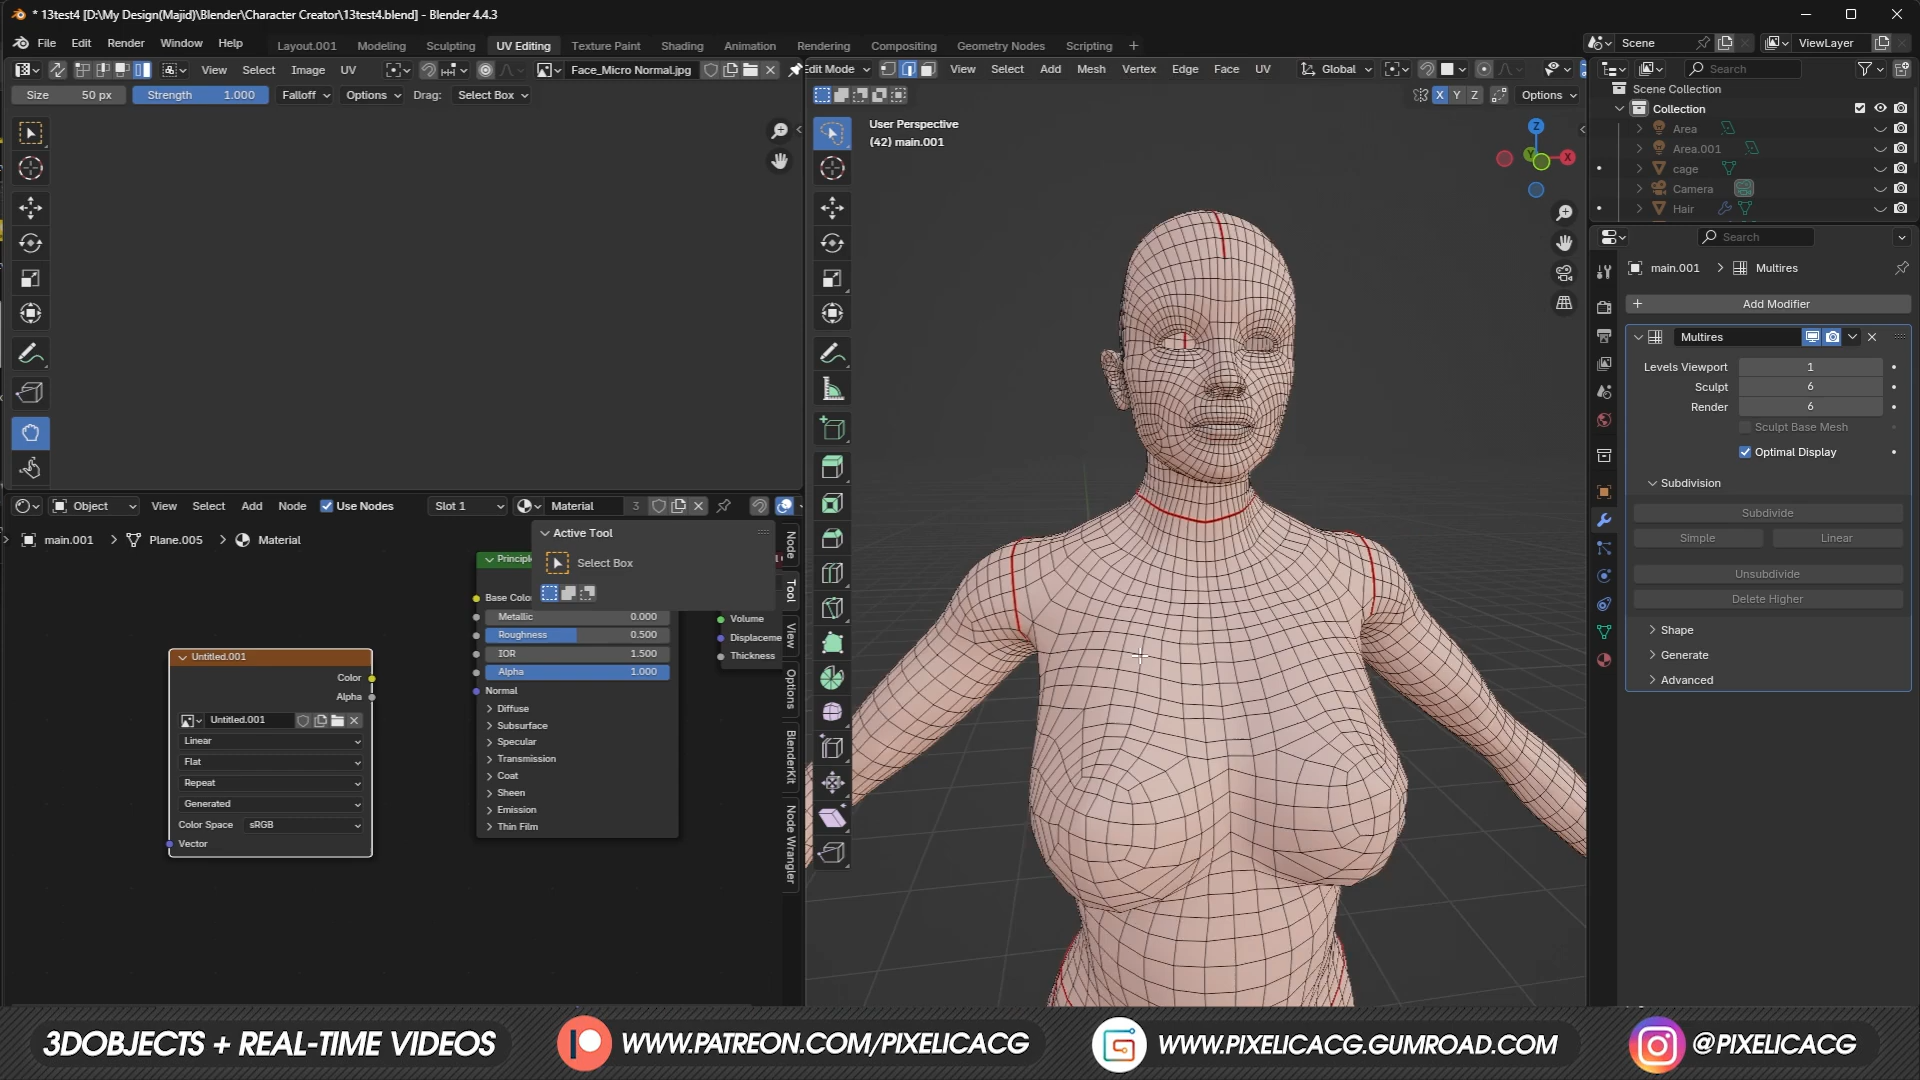 * 13test4 [D:\My Design(Majid)\Blender\Character Creator\13test4.blend] - Blender 4.4.3
File Edit Render Window Help Layout.001 Modeling Sculpting UV Editing Texture Paint Shading Animation Rendering Compositing Geometry Nodes Scripting + Scene ViewLayer
View Select Image UV Face_Micro Normal.jpg
Edit Mode View Select Add Mesh Vertex Edge Face UV Global
Search
Size 50 px Strength 1.000 Falloff Options Drag: Select Box
X Y Z Options
Scene Collection
Collection
Area
Area.001
cage
Camera
Hair
User Perspective
(42) main.001
Z
Y
X
Search
main.001 > Multires
+ Add Modifier
Multires
Levels Viewport 1
Sculpt 6
Render 6
Sculpt Base Mesh
Optimal Display
Subdivision
Subdivide
Simple Linear
Unsubdivide
Delete Higher
Shape
Generate
Advanced
Object View Select Add Node Use Nodes Slot 1 Material 3
main.001 > Plane.005 > Material
Active Tool
Select Box
Node
Tool
View
Options
BlenderKit
Node Wrangler
Principle
Base Colo
Metallic 0.000
Roughness 0.500
IOR 1.500
Alpha 1.000
Normal
Diffuse
Subsurface
Specular
Transmission
Coat
Sheen
Emission
Thin Film
Volume
Displaceme
Thickness
Untitled.001
Color
Alpha
Untitled.001
Linear
Flat
Repeat
Generated
Color Space sRGB
Vector
3DOBJECTS + REAL-TIME VIDEOS
WWW.PATREON.COM/PIXELICACG
WWW.PIXELICACG.GUMROAD.COM
@PIXELICACG